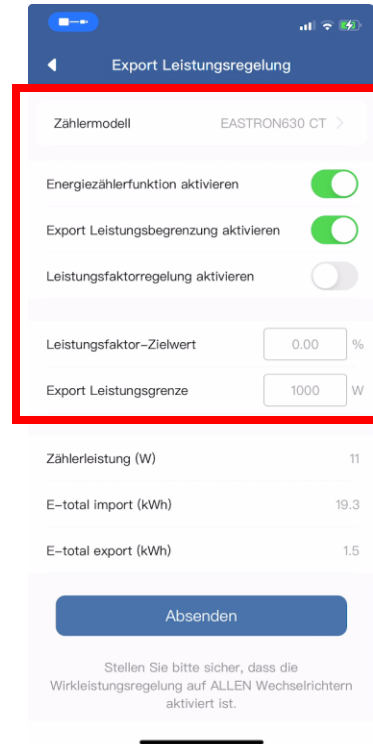 Export Leistungsregelung
Zählermodell EASTRON630 CT
Energiezählerfunktion aktivieren
Export Leistungsbegrenzung aktivieren
Leistungsfaktorregelung aktivieren
Leistungsfaktor-Zielwert 0.00 %
Export Leistungsgrenze 1000 W
Zählerleistung (W) 11
E-total import (kWh) 19.3
E-total export (kWh) 1.5
Absenden
Stellen Sie bitte sicher, dass die
Wirkleistungsregelung auf ALLEN Wechselrichtern
aktiviert ist.